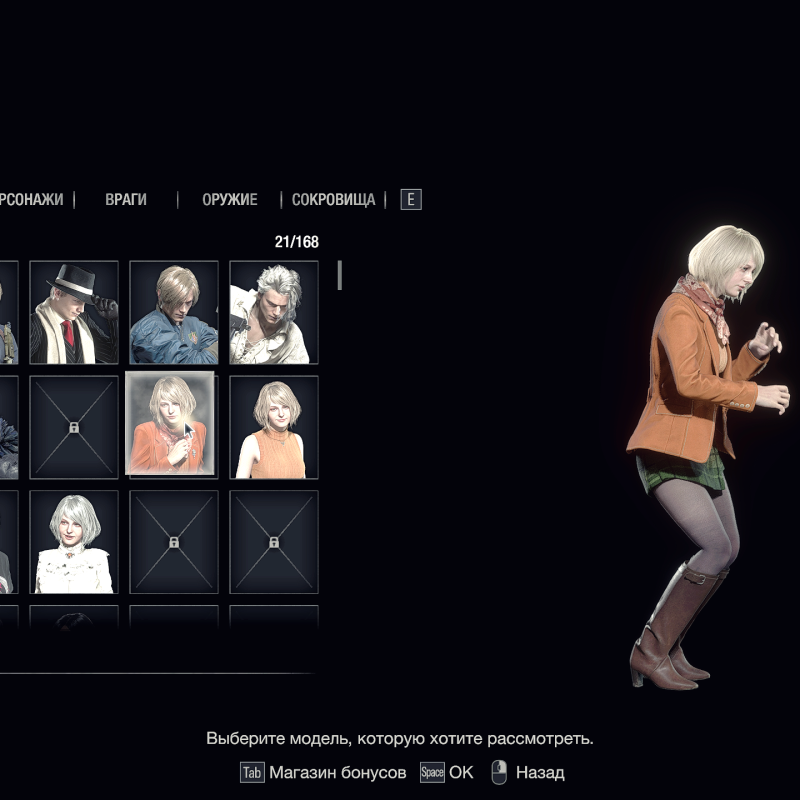 РСОНАЖИ ВРАГИ ОРУЖИЕ СОКРОВИЩА E
21/168
Выберите модель, которую хотите рассмотреть.
Tab Магазин бонусов Space OK Назад